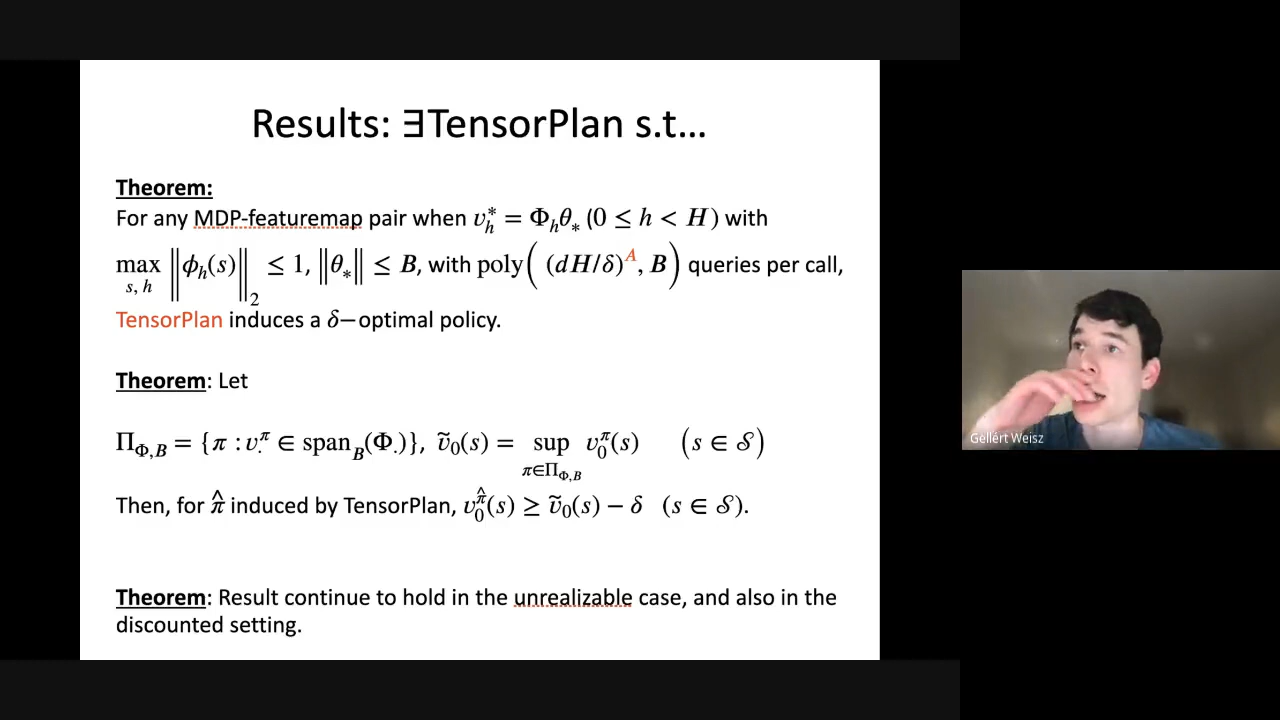 Results: ∃TensorPlan s.t...
Theorem:
For any MDP-featuremap pair when v*_h = Φ_h θ_* (0 ≤ h < H) with
max_{s, h} ‖ϕ_h(s)‖_2 ≤ 1, ‖θ_*‖ ≤ B, with poly( (dH/δ)^A, B ) queries per call,
TensorPlan induces a δ−optimal policy.
Theorem: Let
Π_{Φ,B} = {π : v^π_. ∈ span_B(Φ.)}, ṽ_0(s) = sup_{π∈Π_{Φ,B}} v^π_0(s) (s ∈ 𝒮)
Then, for π̂ induced by TensorPlan, v^π̂_0(s) ≥ ṽ_0(s) − δ (s ∈ 𝒮).
Theorem: Result continue to hold in the unrealizable case, and also in the
discounted setting.
Gellért Weisz